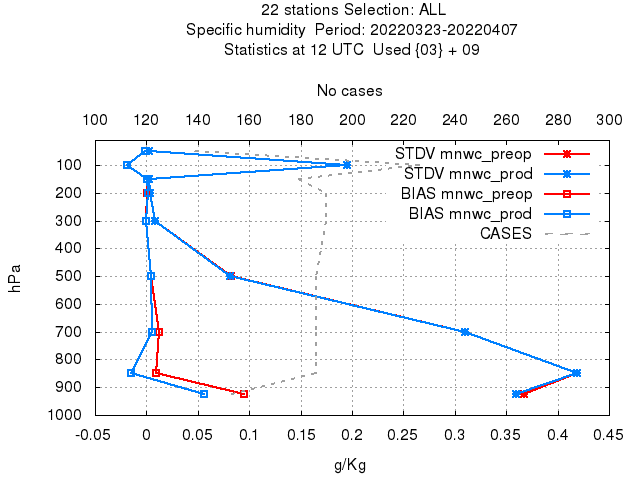 22 stations Selection: ALL
Specific humidity  Period: 20220323-20220407
Statistics at 12 UTC  Used {03} + 09
No cases
100 120 140 160 180 200 220 240 260 280 300
STDV mnwc_preop
STDV mnwc_prod
BIAS mnwc_preop
BIAS mnwc_prod
CASES
hPa
100
200
300
400
500
600
700
800
900
1000
-0.05 0 0.05 0.1 0.15 0.2 0.25 0.3 0.35 0.4 0.45
g/Kg